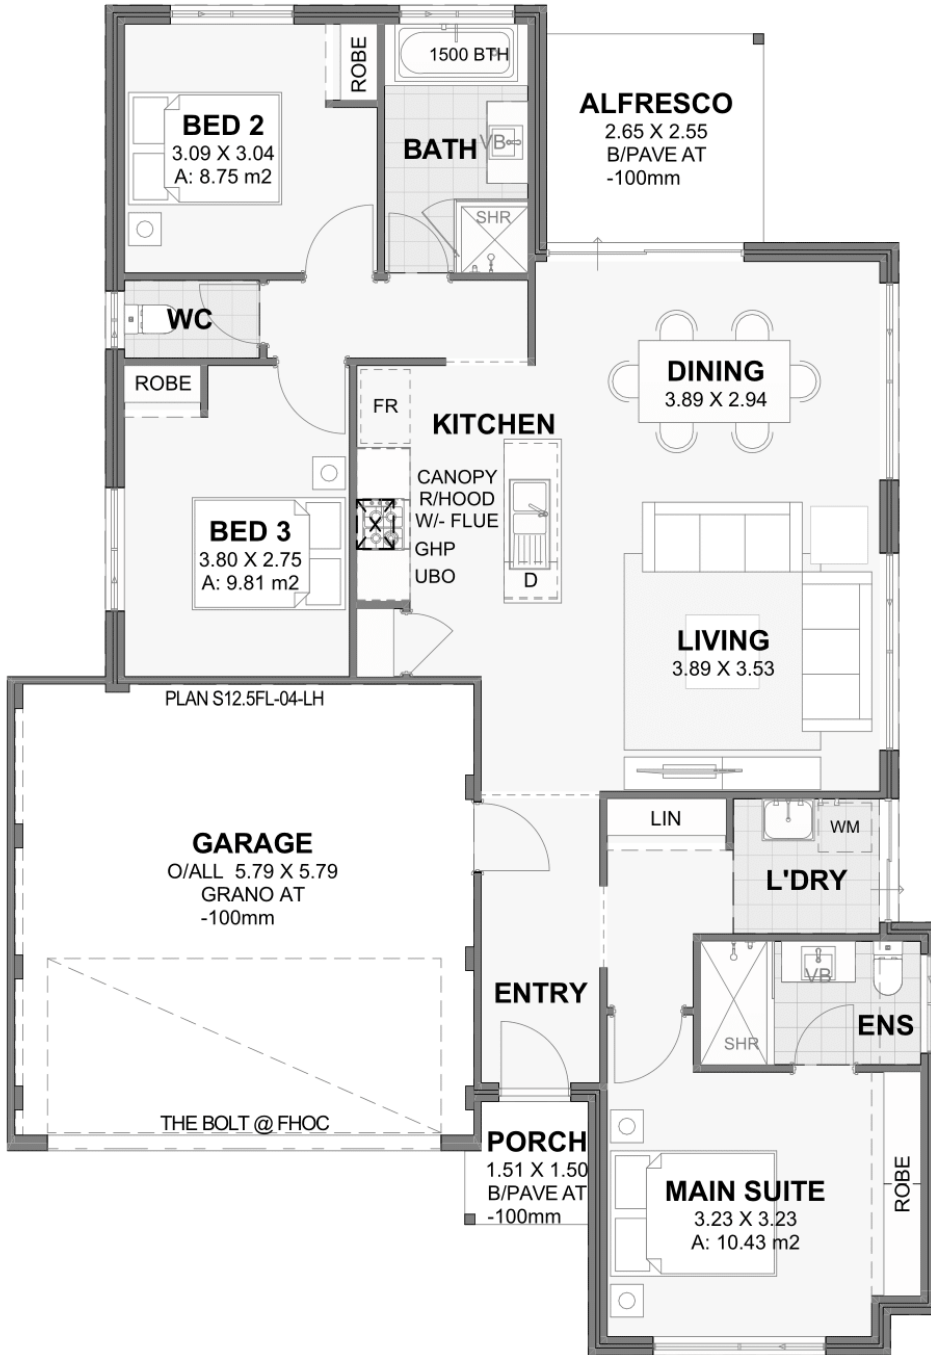 1500 BTH
ROBE
BED 2
3.09 X 3.04
A: 8.75 m2
BATH
VB
SHR
ALFRESCO
2.65 X 2.55
B/PAVE AT
-100mm
WC
ROBE
FR
KITCHEN
DINING
3.89 X 2.94
CANOPY
R/HOOD
W/- FLUE
GHP
UBO
D
BED 3
3.80 X 2.75
A: 9.81 m2
LIVING
3.89 X 3.53
PLAN S12.5FL-04-LH
GARAGE
O/ALL 5.79 X 5.79
GRANO AT
-100mm
LIN
WM
L'DRY
ENTRY
VB
ENS
SHR
THE BOLT @ FHOC
PORCH
1.51 X 1.50
B/PAVE AT
-100mm
MAIN SUITE
3.23 X 3.23
A: 10.43 m2
ROBE